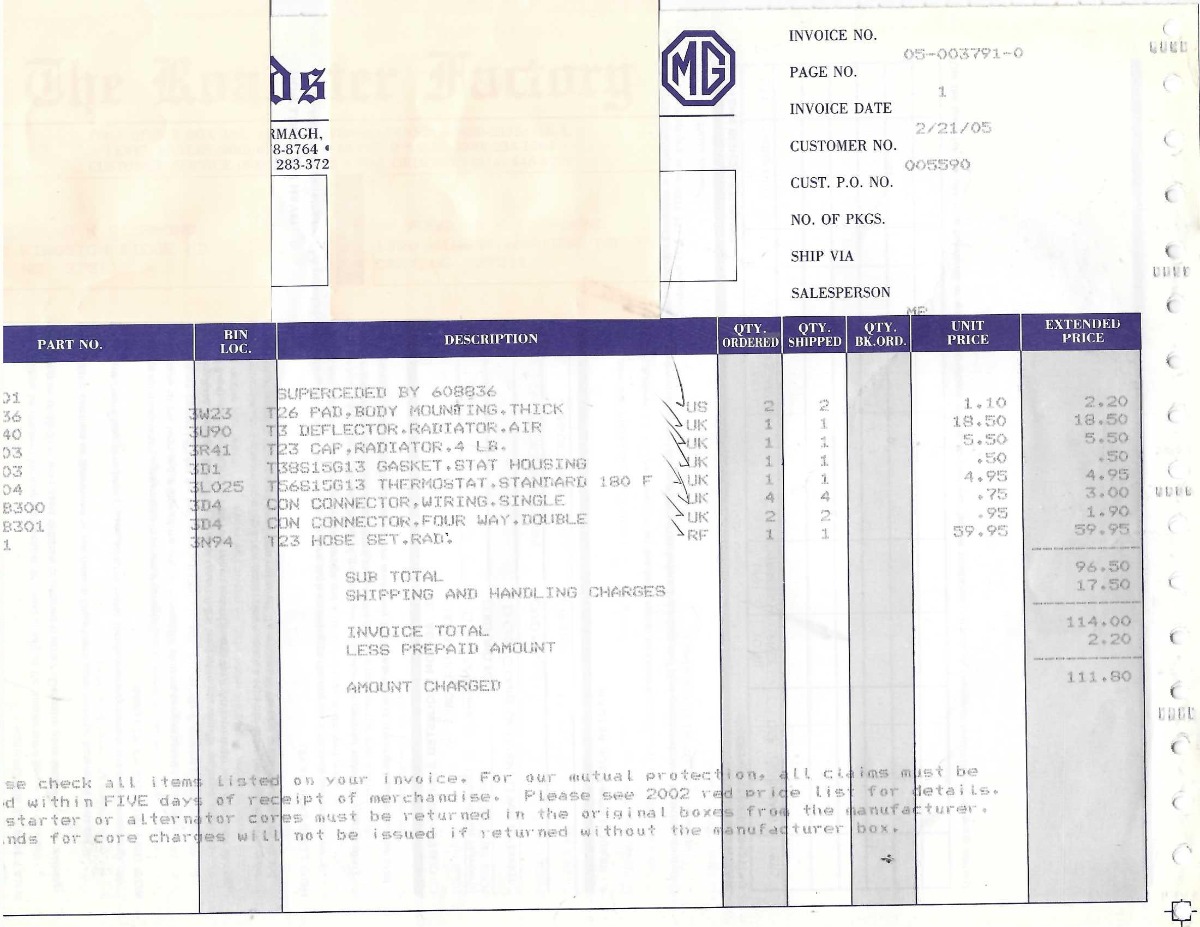 The Roadster Factory
MG
INVOICE NO.
05-003791-0
PAGE NO.
1
INVOICE DATE
2/21/05
CUSTOMER NO.
005590
CUST. P.O. NO.
NO. OF PKGS.
SHIP VIA
SALESPERSON
RMAGH,
8-8764 •
283-372
PART NO. BIN LOC. DESCRIPTION QTY. ORDERED QTY. SHIPPED QTY. BK.ORD. UNIT PRICE EXTENDED PRICE
01 SUPERCEDED BY 608836
36 3W23 T26 PAD,BODY MOUNTING,THICK US 2 2 1.10 2.20
40 3U90 T3 DEFLECTOR,RADIATOR,AIR UK 1 1 18.50 18.50
03 3R41 T23 CAP,RADIATOR,4 LB. UK 1 1 5.50 5.50
03 3D1 T38S15G13 GASKET,STAT HOUSING UK 1 1 .50 .50
04 3L025 T56S15G13 THERMOSTAT,STANDARD 180 F UK 1 1 4.95 4.95
B300 3D4 CON CONNECTOR,WIRING,SINGLE UK 4 4 .75 3.00
B301 3D4 CON CONNECTOR,FOUR WAY,DOUBLE UK 2 2 .95 1.90
1 3N94 T23 HOSE SET,RAD. RF 1 1 59.95 59.95
SUB TOTAL 96.50
SHIPPING AND HANDLING CHARGES 17.50
INVOICE TOTAL 114.00
LESS PREPAID AMOUNT 2.20
AMOUNT CHARGED 111.80
se check all items listed on your invoice. For our mutual protection, all claims must be
d within FIVE days of receipt of merchandise. Please see 2002 red price list for details.
starter or alternator cores must be returned in the original boxes from the manufacturer.
nds for core charges will not be issued if returned without the manufacturer box.